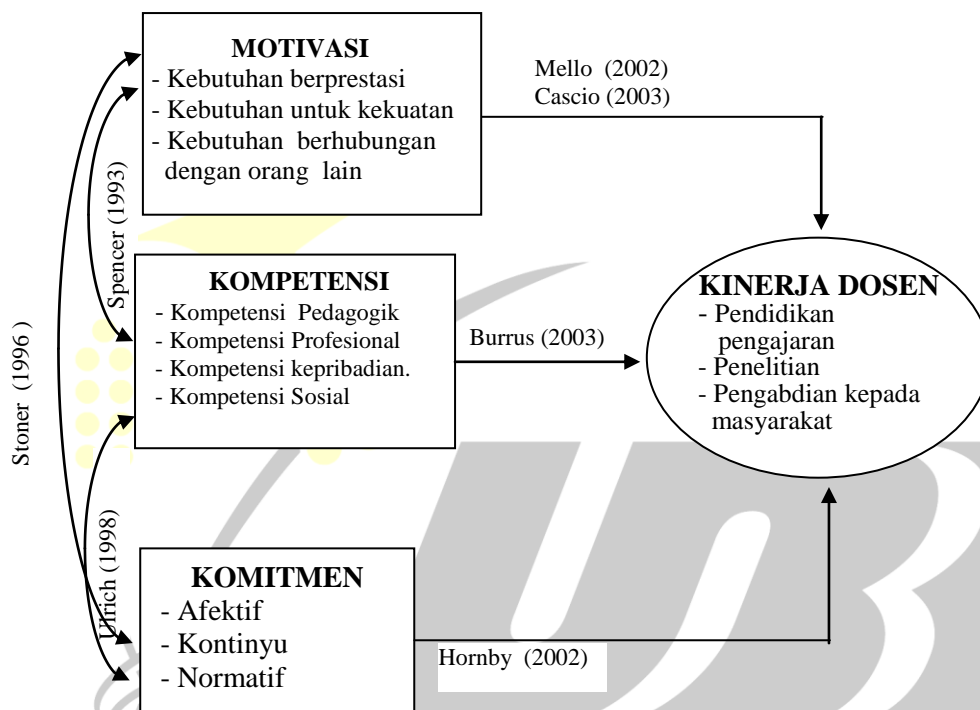 MOTIVASI
- Kebutuhan berprestasi
- Kebutuhan untuk kekuatan
- Kebutuhan berhubungan
dengan orang lain
Mello (2002)
Cascio (2003)
Spencer (1993)
Stoner (1996 )
KOMPETENSI
- Kompetensi Pedagogik
- Kompetensi Profesional
- Kompetensi kepribadian.
- Kompetensi Sosial
Burrus (2003)
KINERJA DOSEN
- Pendidikan
pengajaran
- Penelitian
- Pengabdian kepada
masyarakat
Ulrich (1998)
KOMITMEN
- Afektif
- Kontinyu
- Normatif
Hornby (2002)